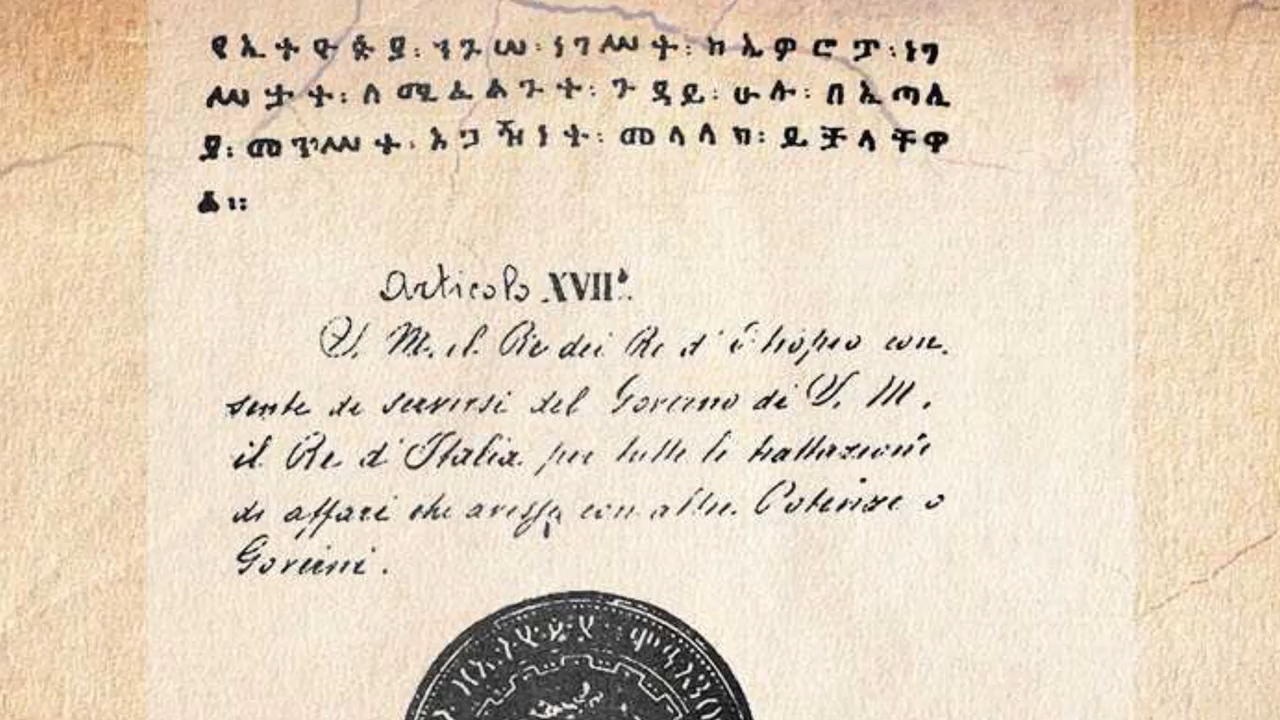 የኢትዮጵያ፡ ንጉሠ፡ ነገሥት፡ ከኤዎሮፓ፡ ነገ
ሥታት፡ ለሚፈልጉት፡ ጉዳይ፡ ሁሉ፡ በኢጣሊ
ያ፡ መንግሥት፡ አጋዥነት፡ መላላክ፡ ይቻላቸዋ
ል።
Articolo XVII°.
S. M. il Re dei Re d'Etiopia con.
sente di servirsi del Governo di S. M.
il Re d'Italia per tutte le trattazioni
di affari che avesse con altre Potenze o
Governi.